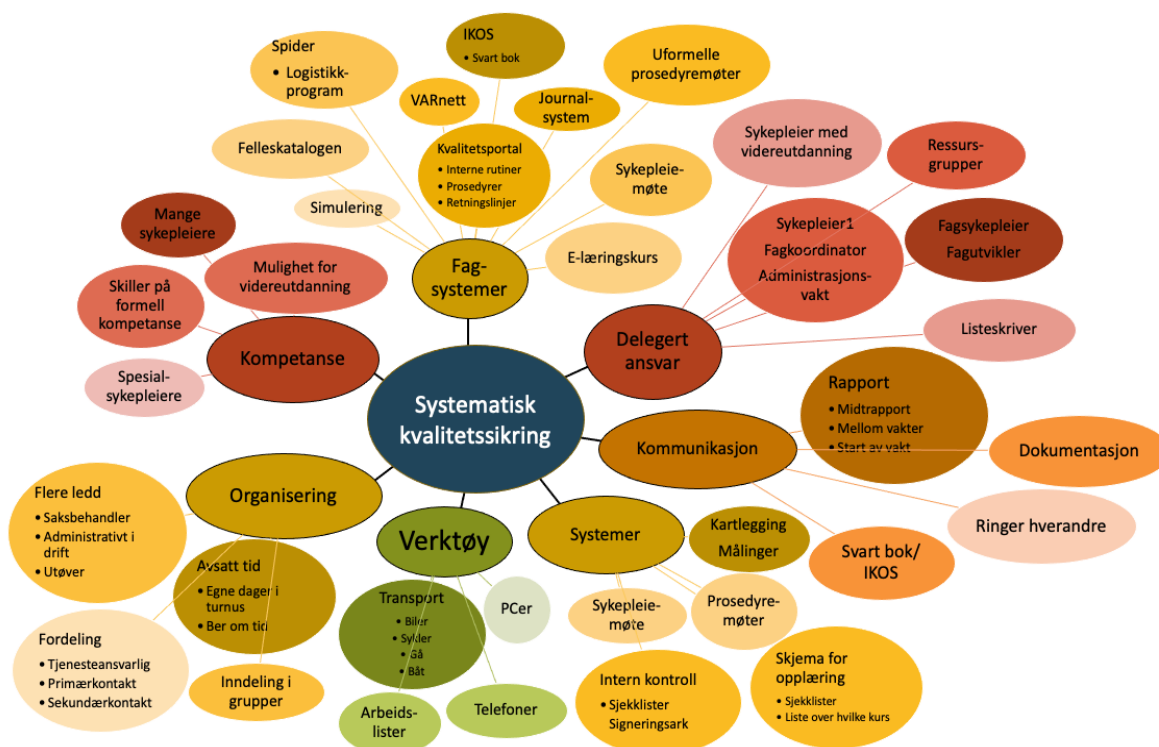 IKOS
• Svart bok
Spider
• Logistikk-
program
Uformelle
prosedyremøter
VARnett
Journal-
system
Felleskatalogen
Kvalitetsportal
• Interne rutiner
• Prosedyrer
• Retningslinjer
Sykepleie-
møte
Simulering
E-læringskurs
Fag-
systemer
Sykepleier med
videreutdanning
Ressurs-
grupper
Sykepleier1
Fagkoordinator
Administrasjons-
vakt
Fagsykepleier
Fagutvikler
Listeskriver
Delegert
ansvar
Mange
sykepleiere
Mulighet for
videreutdanning
Skiller på
formell
kompetanse
Kompetanse
Spesial-
sykepleiere
Systematisk
kvalitetssikring
Rapport
• Midtrapport
• Mellom vakter
• Start av vakt
Kommunikasjon
Dokumentasjon
Ringer hverandre
Svart bok/
IKOS
Organisering
Flere ledd
• Saksbehandler
• Administrativt i
drift
• Utøver
Avsatt tid
• Egne dager i
turnus
• Ber om tid
Fordeling
• Tjenesteansvarlig
• Primærkontakt
• Sekundærkontakt
Inndeling i
grupper
Verktøy
Transport
• Biler
• Sykler
• Gå
• Båt
PCer
Arbeids-
lister
Telefoner
Systemer
Kartlegging
Målinger
Sykepleie-
møte
Prosedyre-
møter
Intern kontroll
• Sjekklister
Signeringsark
Skjema for
opplæring
• Sjekklister
• Liste over hvilke kurs